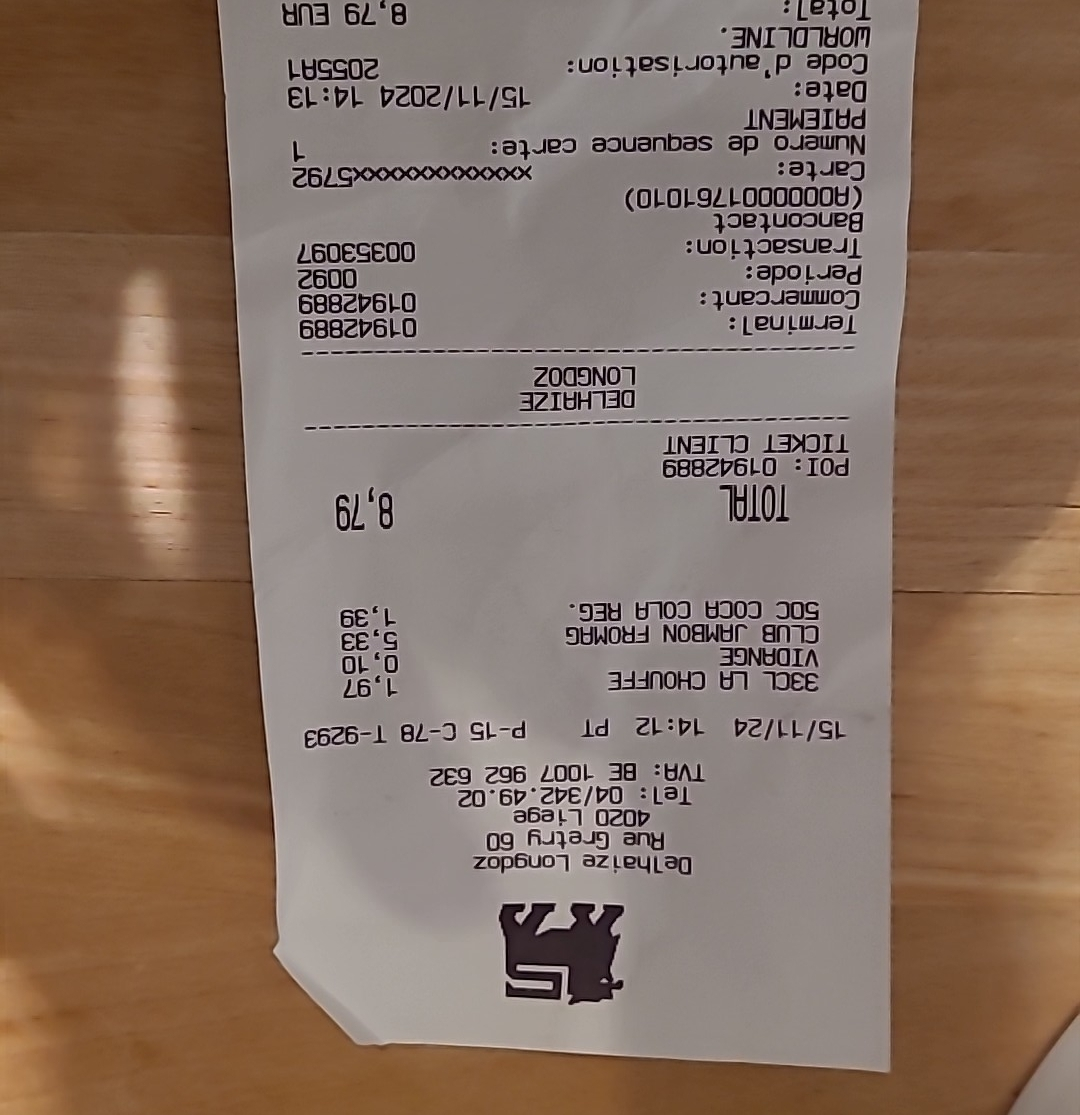 Delhaize Longdoz
Rue Gretry 60
4020 Liege
Tel: 04/342.49.02
TVA: BE 1007 962 632
15/11/24 14:12 PT P-15 C-78 T-9293
33CL LA CHOUFFE 1,97
VIDANGE 0,10
CLUB JAMBON FROMAG 5,33
50C COCA COLA REG. 1,39
TOTAL 8,79
POI: 01942889
TICKET CLIENT
DELHAIZE
LONGDOZ
Terminal: 01942889
Commercant: 01942889
Periode: 0092
Transaction: 00353097
Bancontact
(A0000001761010)
Carte: xxxxxxxxxxxxx5792
Numero de sequence carte: 1
PAIEMENT
Date: 15/11/2024 14:13
Code d'autorisation: 2055A1
WORLDLINE.
Total: 8,79 EUR